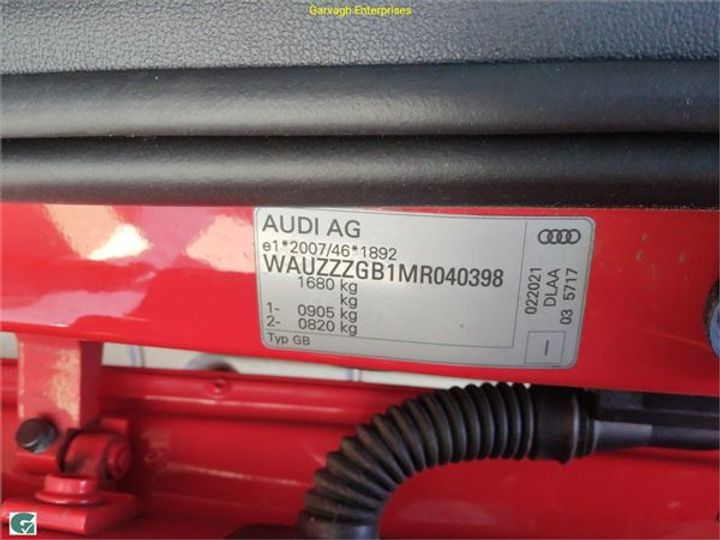 Garvagh Enterprises
AUDI AG
e1*2007/46*1892
WAUZZZGB1MR040398
1680 kg
kg
1- 0905 kg
2- 0820 kg
Typ GB
022021
DLAA
03 5717
I